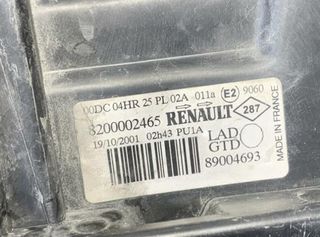 00DC 04HR 25 PL 02A 011a E2 9060
8200002465 RENAULT 287
19/10/2001 02h43 PU1A LAD
GTD
89004693
MADE IN FRANCE